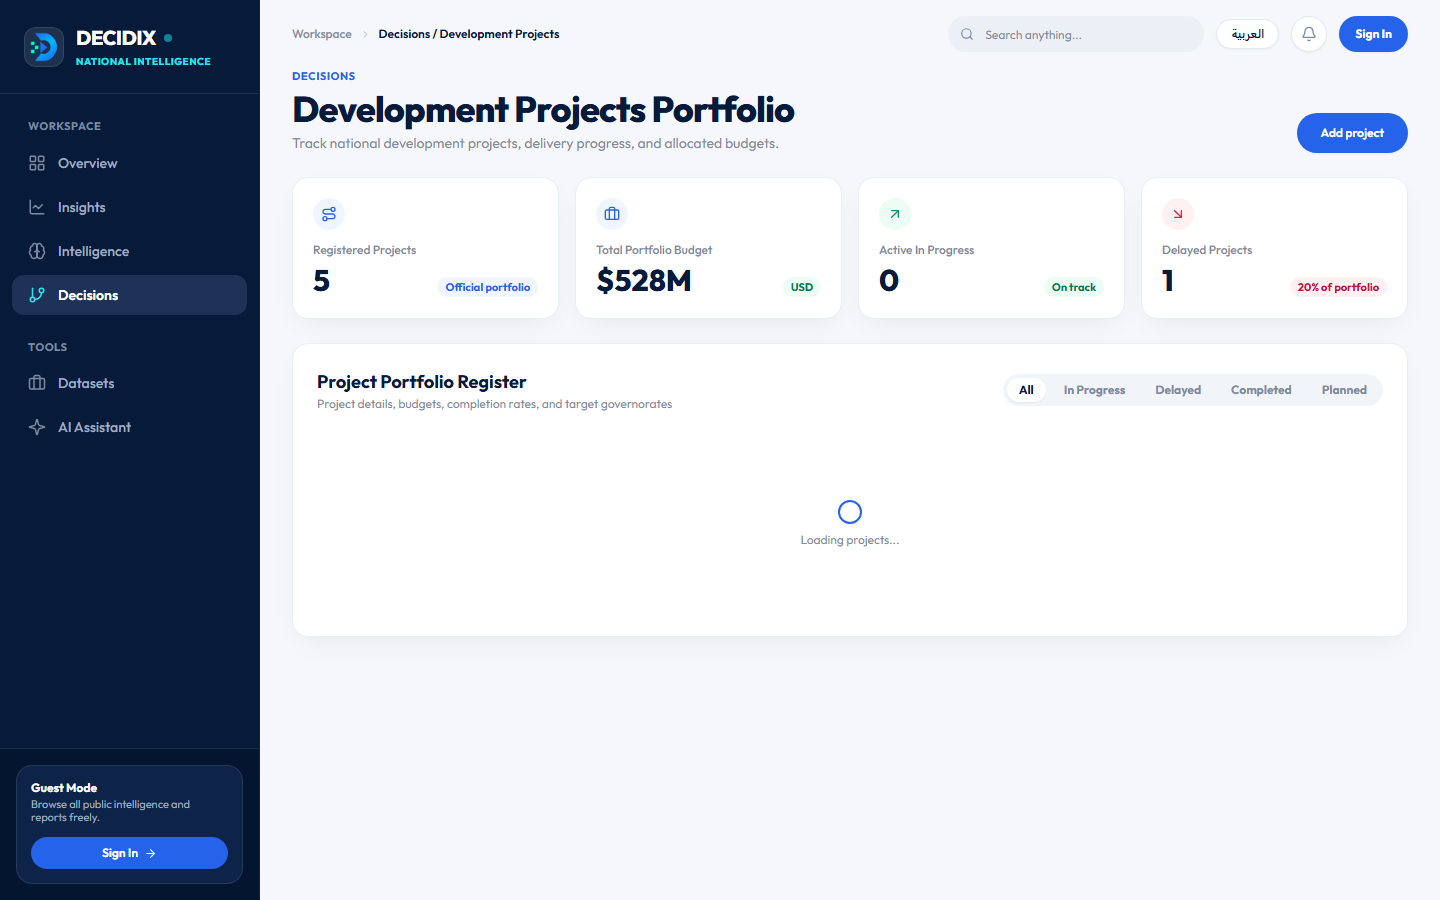 DECIDIX
NATIONAL INTELLIGENCE
WORKSPACE
Overview
Insights
Intelligence
Decisions
TOOLS
Datasets
AI Assistant
Guest Mode
Browse all public intelligence and
reports freely.
Sign In
Workspace
Decisions / Development Projects
Search anything...
العربية
Sign In
DECISIONS
Development Projects Portfolio
Track national development projects, delivery progress, and allocated budgets.
Add project
Registered Projects
5
Official portfolio
Total Portfolio Budget
$528M
USD
Active In Progress
0
On track
Delayed Projects
1
20% of portfolio
Project Portfolio Register
Project details, budgets, completion rates, and target governorates
All
In Progress
Delayed
Completed
Planned
Loading projects...